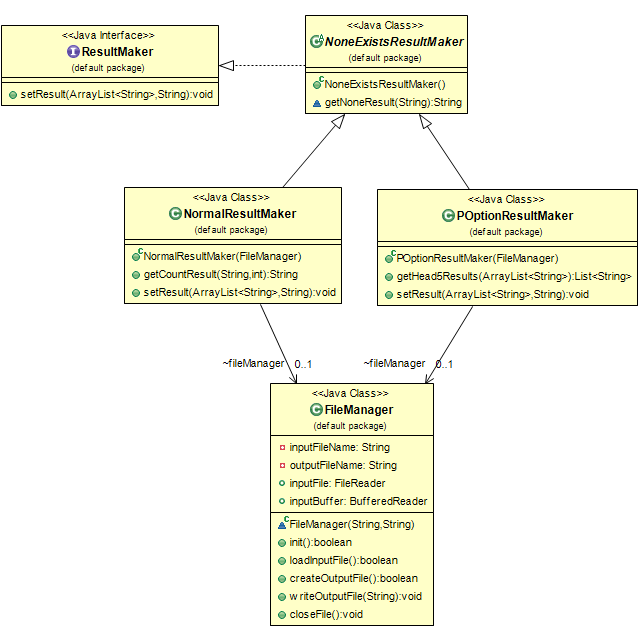 <<Java Interface>>
ResultMaker
(default package)
setResult(ArrayList<String>,String):void
<<Java Class>>
NoneExistsResultMaker
(default package)
NoneExistsResultMaker()
getNoneResult(String):String
<<Java Class>>
NormalResultMaker
(default package)
NormalResultMaker(FileManager)
getCountResult(String,int):String
setResult(ArrayList<String>,String):void
<<Java Class>>
POptionResultMaker
(default package)
POptionResultMaker(FileManager)
getHead5Results(ArrayList<String>):List<String>
setResult(ArrayList<String>,String):void
~fileManager 0..1
~fileManager 0..1
<<Java Class>>
FileManager
(default package)
inputFileName: String
outputFileName: String
inputFile: FileReader
inputBuffer: BufferedReader
FileManager(String,String)
init():boolean
loadInputFile():boolean
createOutputFile():boolean
writeOutputFile(String):void
closeFile():void